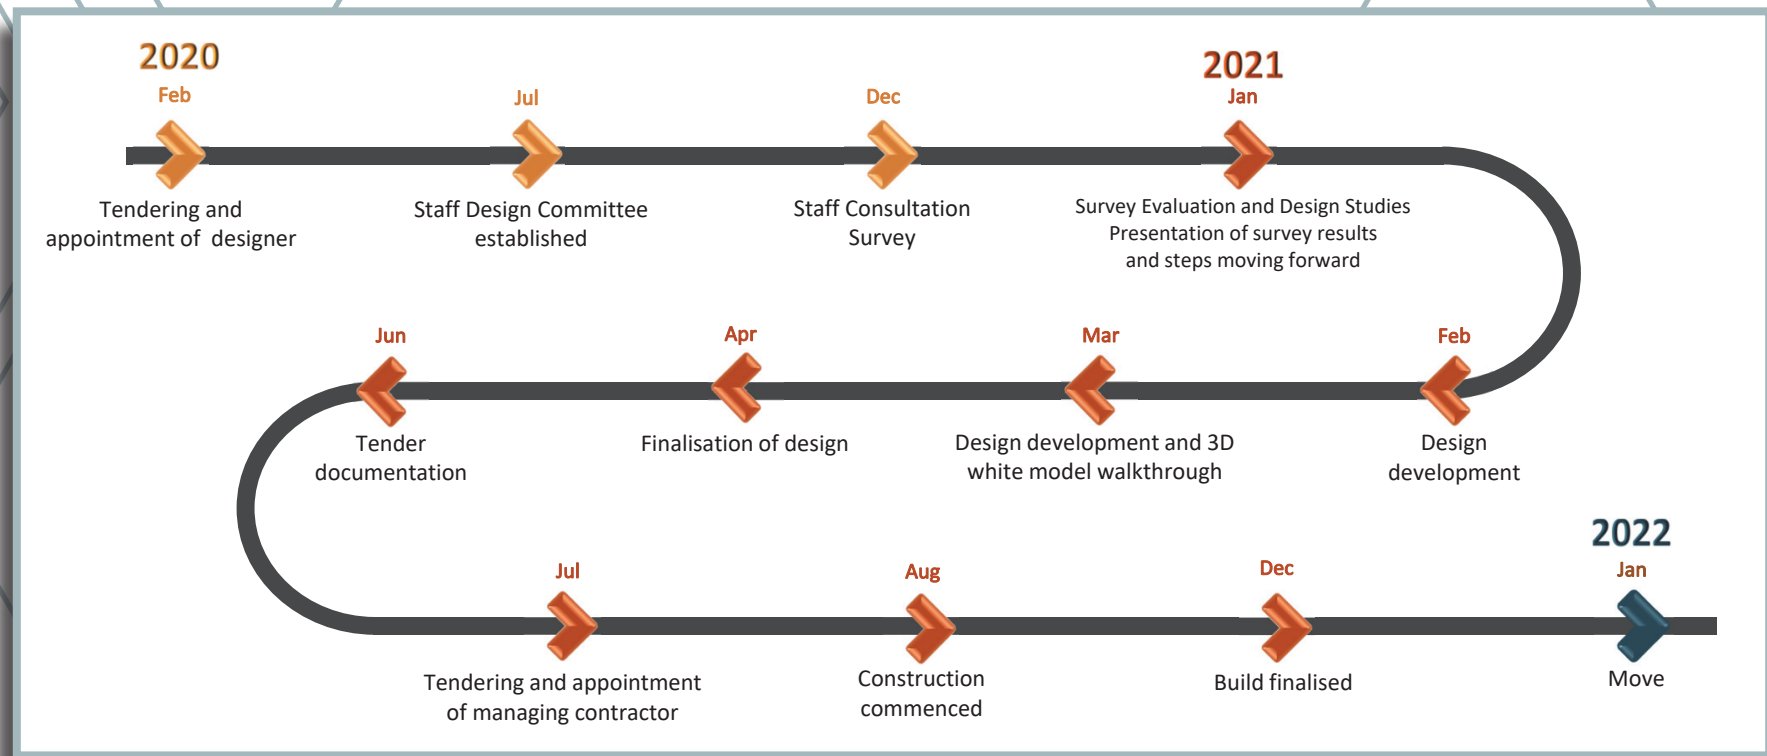 2020
Feb
Tendering and
appointment of designer
Jul
Staff Design Committee
established
Dec
Staff Consultation
Survey
2021
Jan
Survey Evaluation and Design Studies
Presentation of survey results
and steps moving forward
Feb
Design
development
Mar
Design development and 3D
white model walkthrough
Apr
Finalisation of design
Jun
Tender
documentation
Jul
Tendering and appointment
of managing contractor
Aug
Construction
commenced
Dec
Build finalised
2022
Jan
Move